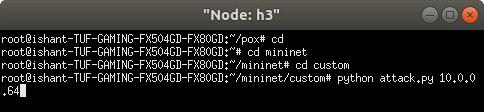 "Node: h3"
root@ishant-TUF-GAMING-FX504GD-FX80GD:~/pox# cd
root@ishant-TUF-GAMING-FX504GD-FX80GD:~# cd mininet
root@ishant-TUF-GAMING-FX504GD-FX80GD:~/mininet# cd custom
root@ishant-TUF-GAMING-FX504GD-FX80GD:~/mininet/custom# python attack.py 10.0.0
.64